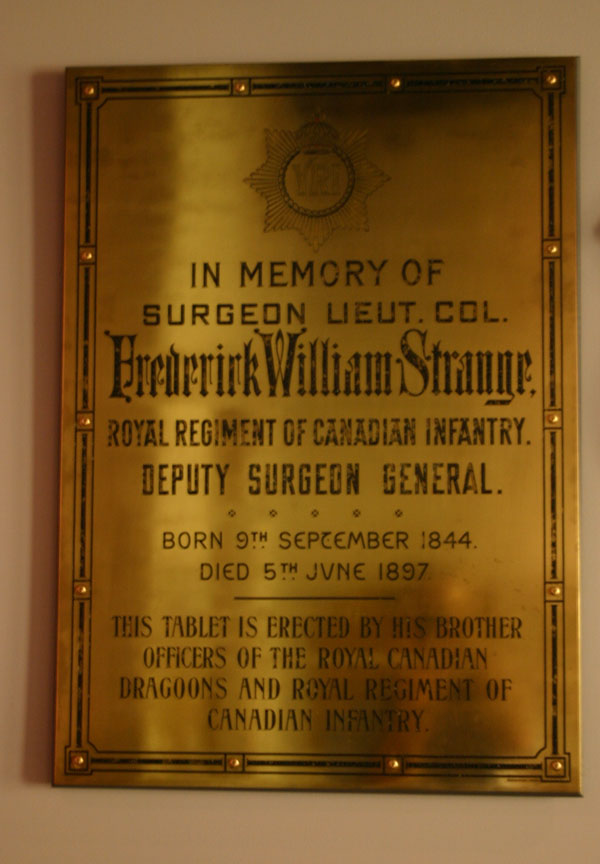 VRI
IN MEMORY OF
SURGEON LIEUT. COL.
Frederick William Strange,
ROYAL REGIMENT OF CANADIAN INFANTRY.
DEPUTY SURGEON GENERAL.
BORN 9TH SEPTEMBER 1844.
DIED 5TH JVNE 1897.
THIS TABLET IS ERECTED BY HIS BROTHER
OFFICERS OF THE ROYAL CANADIAN
DRAGOONS AND ROYAL REGIMENT OF
CANADIAN INFANTRY.